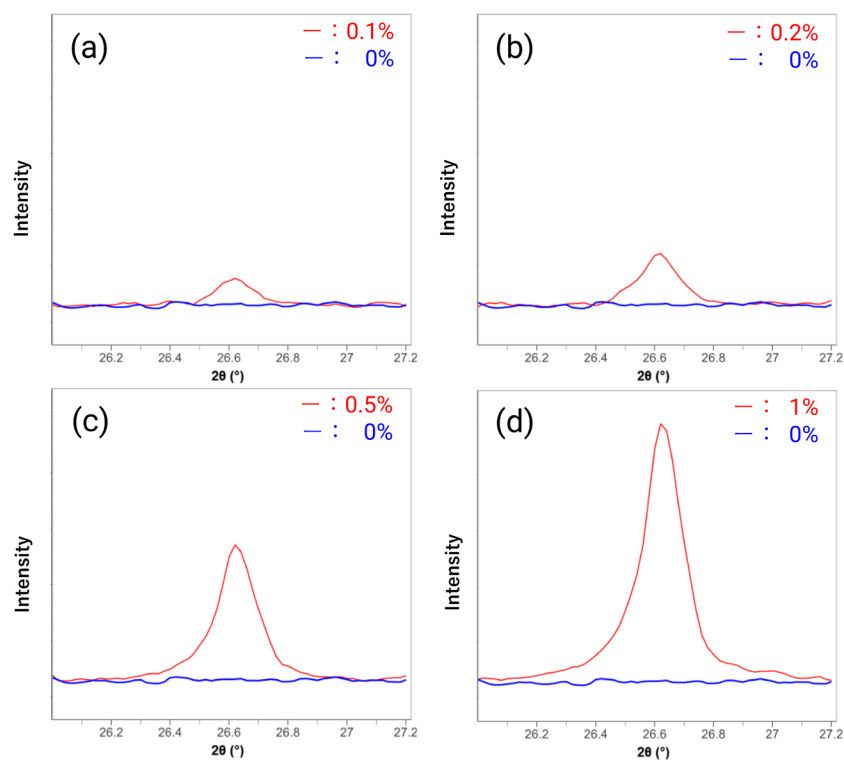 (a)
— : 0.1%
— : 0%
Intensity
26.2 26.4 26.6 26.8 27 27.2
2θ (°)
(b)
— : 0.2%
— : 0%
Intensity
26.2 26.4 26.6 26.8 27 27.2
2θ (°)
(c)
— : 0.5%
— : 0%
Intensity
26.2 26.4 26.6 26.8 27 27.2
2θ (°)
(d)
— : 1%
— : 0%
Intensity
26.2 26.4 26.6 26.8 27 27.2
2θ (°)